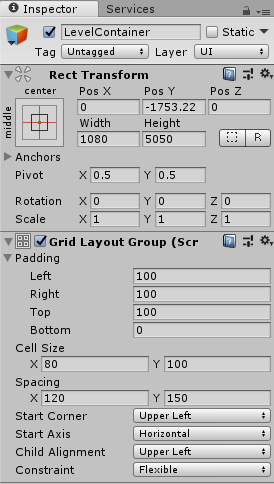 Inspector Services
LevelContainer Static
Tag Untagged Layer UI
Rect Transform
center Pos X Pos Y Pos Z
middle 0 -1753.22 0
Width Height
1080 5050 R
Anchors
Pivot X 0.5 Y 0.5
Rotation X 0 Y 0 Z 0
Scale X 1 Y 1 Z 1
Grid Layout Group (Scr
Padding
Left 100
Right 100
Top 100
Bottom 0
Cell Size
X 80 Y 100
Spacing
X 120 Y 150
Start Corner Upper Left
Start Axis Horizontal
Child Alignment Upper Left
Constraint Flexible